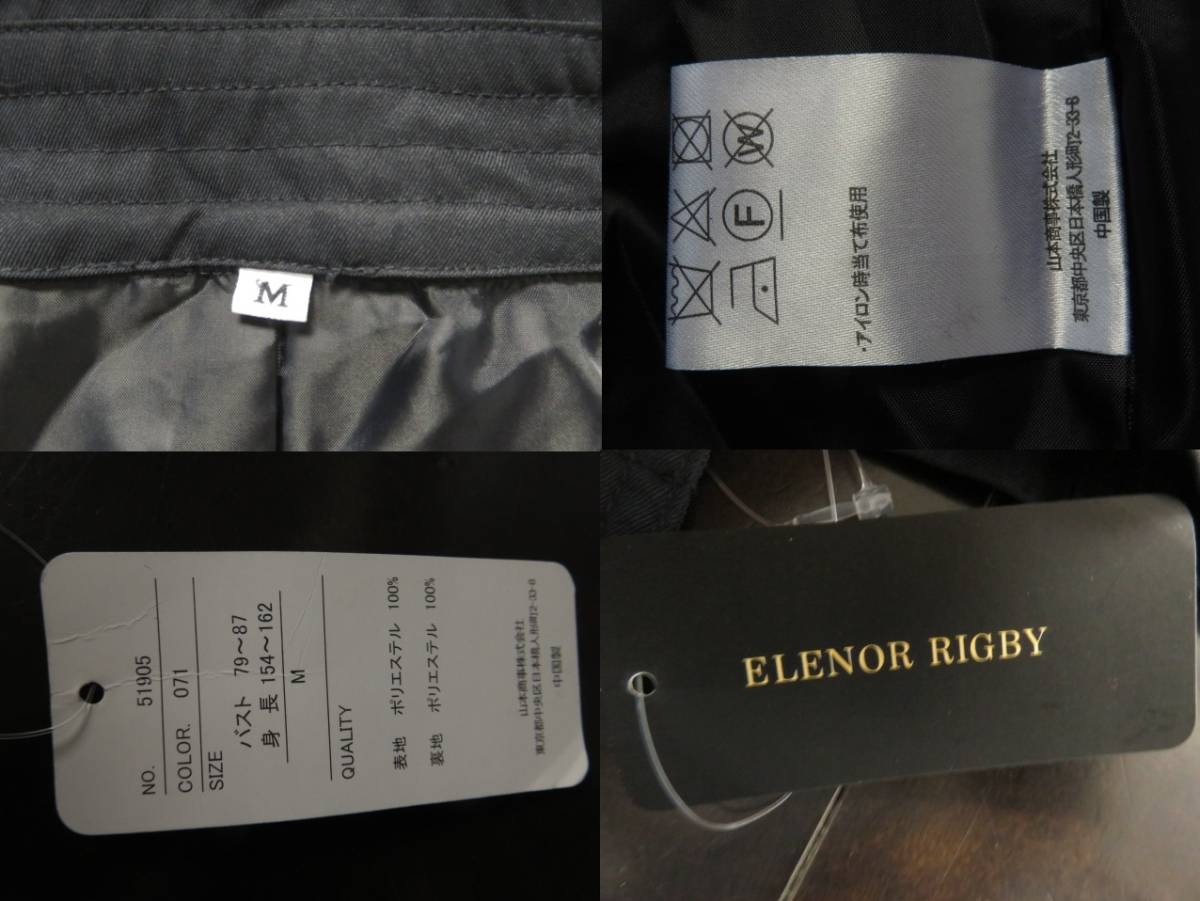 M
W
F
・アイロン時当て布使用
山本商事株式会社
東京都中央区日本橋人形町2-33-8
中国製
NO. 51905
COLOR. 071
SIZE
バスト 79～87
身 長 154～162
M
QUALITY
表地 ポリエステル 100%
裏地 ポリエステル 100%
山本商事株式会社
東京都中央区日本橋人形町2-33-8
中国製
ELENOR RIGBY